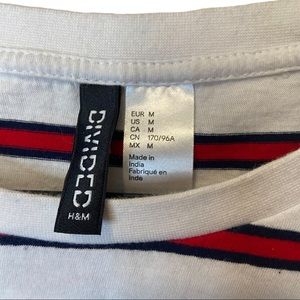 DIVIDED
H&M
EUR M
US M
CA M
CN 170/96A
MX M
Made in
India
Fabriqué en
Inde